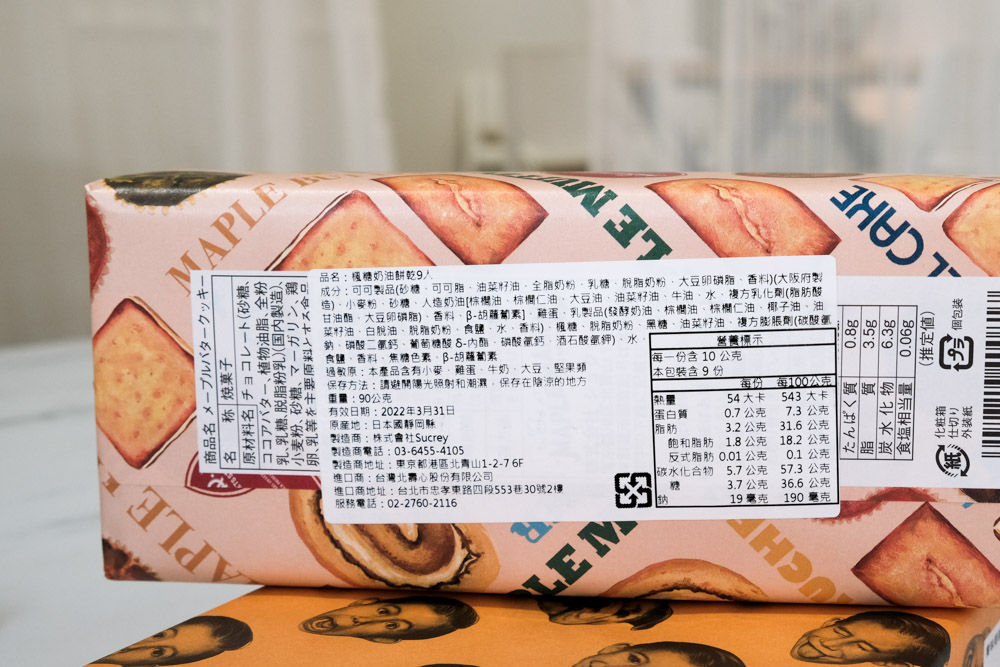 MAPLE BU
LE M
EL CAKE
品名：楓糖奶油餅乾9入
成分：可可製品(砂糖、可可脂、油菜籽油、全脂奶粉、乳糖、脫脂奶粉、大豆卵磷脂、香料)(大阪府製
造)、小麥粉、砂糖、人造奶油[棕櫚油、棕櫚仁油、大豆油、油菜籽油、牛油、水、複方乳化劑(脂肪酸
甘油酯、大豆卵磷脂)、香料、β-胡蘿蔔素]、雞蛋、乳製品(發酵奶油、棕櫚油、棕櫚仁油、椰子油、油
菜籽油、白脫油、脫脂奶粉、食鹽、水、香料)、楓糖、脫脂奶粉、黑糖、油菜籽油、複方膨脹劑(碳酸氫
鈉、磷酸二氫鈣、葡萄糖酸δ-內酯、磷酸氫鈣、酒石酸氫鉀)、水、
食鹽、香料、焦糖色素、β-胡蘿蔔素
過敏原：本產品含有小麥、雞蛋、牛奶、大豆、堅果類
保存方法：請避開陽光照射和潮濕，保存在陰涼的地方
重量：90公克
有效日期：2022年3月31日
原產地：日本國靜岡縣
製造商：株式會社Sucrey
製造商電話：03-6455-4105
製造商地址：東京都港區北青山1-2-7 6F
進口商：台灣北壽心股份有限公司
進口商地址：台北市忠孝東路四段553巷30號2樓
服務電話：02-2760-2116
營養標示
每一份含 10 公克
本包裝含 9 份
每份 每100公克
熱量 54 大卡 543 大卡
蛋白質 0.7 公克 7.3 公克
脂肪 3.2 公克 31.6 公克
飽和脂肪 1.8 公克 18.2 公克
反式脂肪 0.01 公克 0.1 公克
碳水化合物 5.7 公克 57.3 公克
糖 3.7 公克 36.6 公克
鈉 19 毫克 190 毫克
商品名 メープルバタークッキー
名 称 焼菓子
原材料名 チョコレート(砂糖、
ココアバター、植物油脂、全粉
乳、乳糖、脱脂粉乳)(国内製造)、
小麦粉、砂糖、マーガリン、鶏
卵、乳等を主要原料とする食品
たんぱく質 0.8g
脂 質 3.5g
炭水化物 6.3g
食塩相当量 0.06g
(推定値)
プラ
個包装
紙
化粧箱
仕切り
外装紙
APLE
LE M
UCHE